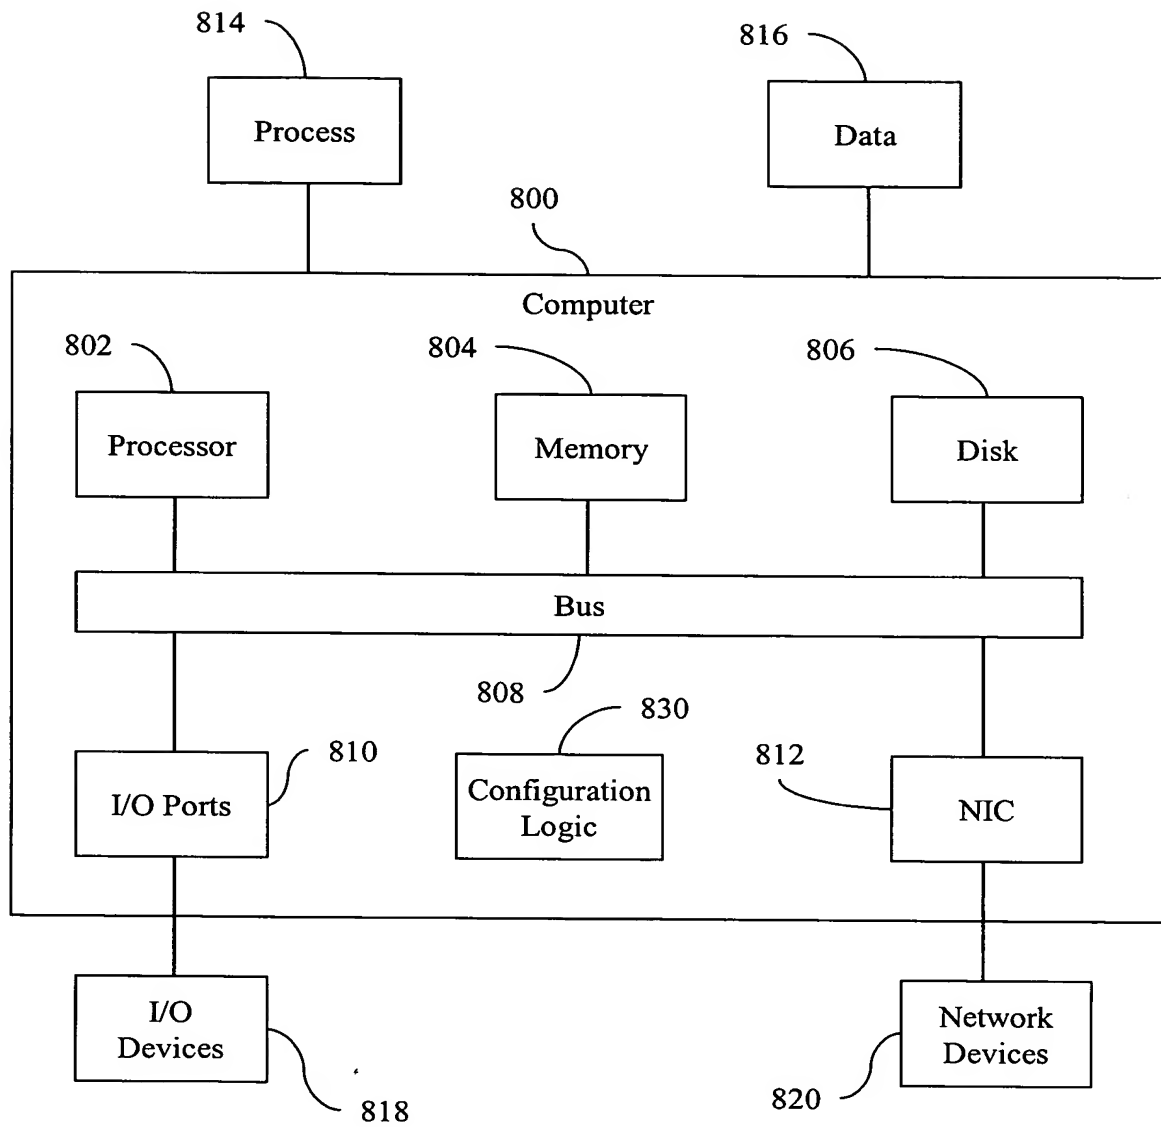 814
816
Process
Data
800
Computer
802
804
806
Processor
Memory
Disk
Bus
808
830
810
812
I/O Ports
Configuration
Logic
NIC
I/O
Devices
Network
Devices
818
820